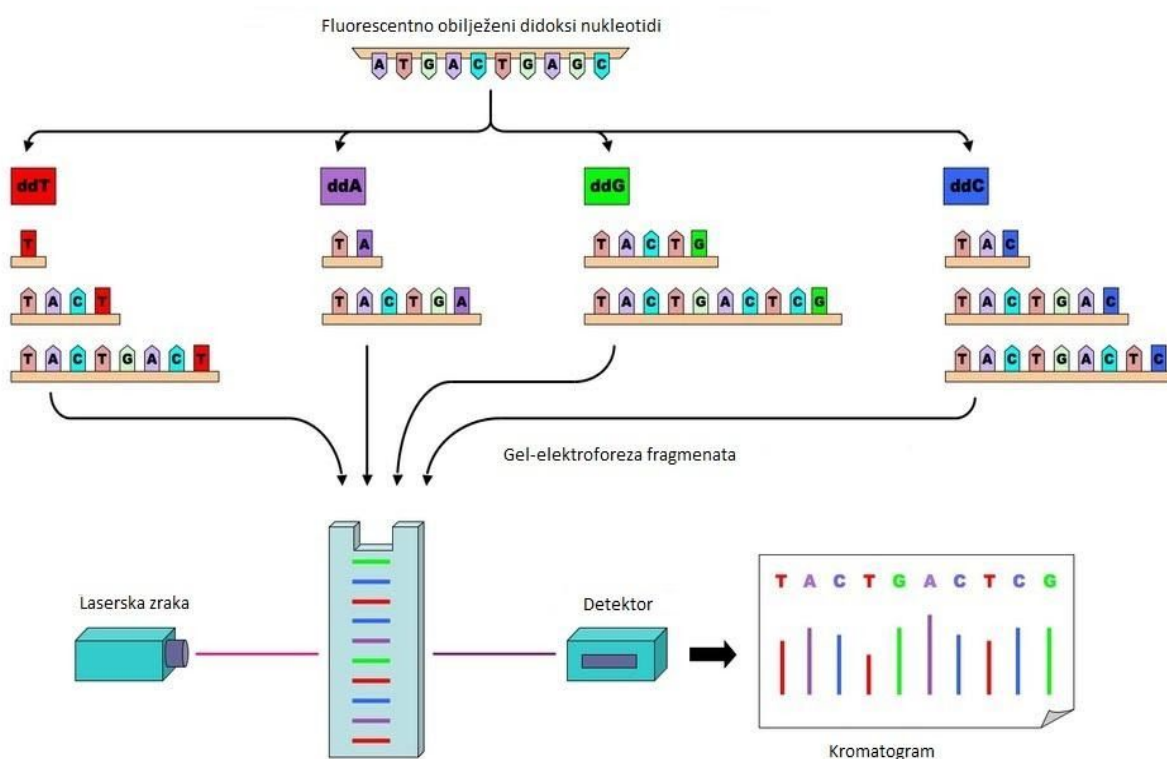 Fluorescentno obilježeni didoksi nukleotidi
A T G A C T G A G C
ddT ddA ddG ddC
T
T A
T A C T G
T A C
T A C T
T A C T G A
T A C T G A C T C G
T A C T G A C
T A C T G A C T
T A C T G A C T C
Gel-elektroforeza fragmenata
Laserska zraka
Detektor
T A C T G A C T C G
Kromatogram